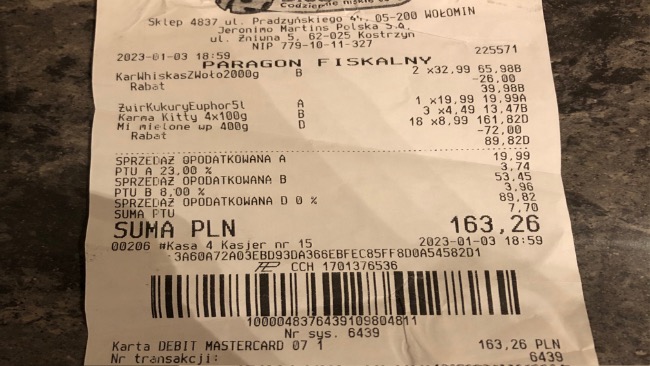 Codziennie niskie ce
Sklep 4837 ul. Prądzyńskiego 05-200 WOŁOMIN
Jeronimo Martins Polska S.A.
ul. Żniwna 5, 62-025 Kostrzyn
NIP 779-10-11-327
2023-01-03 18:59 225571
PARAGON FISKALNY
KarWhiskasZWoło2000g B 2 x32,99 65,98B
Rabat -26,00
39,98B
ŻwirKukuryEuphor5l A 1 x19,99 19,99A
Karma Kitty 4x100g B 3 x4,49 13,47B
Mi mielone wp 400g D 18 x8,99 161,82D
Rabat -72,00
89,82D
SPRZEDAŻ OPODATKOWANA A 19,99
PTU A 23,00 % 3,74
SPRZEDAŻ OPODATKOWANA B 53,45
PTU B 8,00 % 3,96
SPRZEDAŻ OPODATKOWANA D 0 % 89,82
SUMA PTU 7,70
SUMA PLN 163,26
00206 #Kasa 4 Kasjer nr 15 2023-01-03 18:59
3A60A72A03EBD93DA366EBFEC85FF8D0A54582D1
CCH 1701376536
1000048376439109804811
Nr sys. 6439
Karta DEBIT MASTERCARD 07 1 163,26 PLN
Nr transakcji: 6439